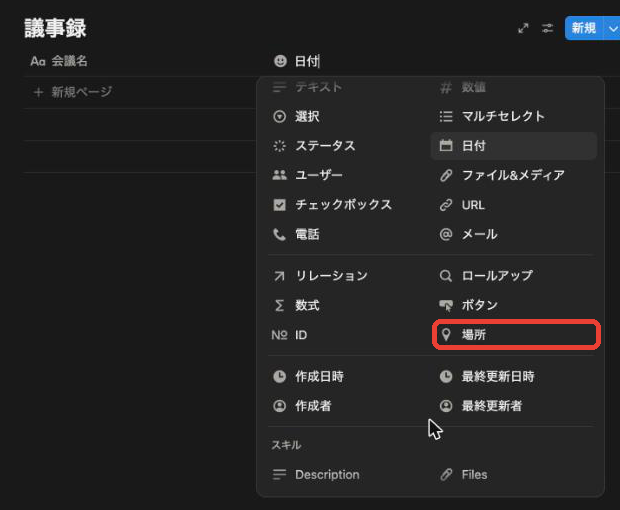 議事録
新規
Aa 会議名
日付
+ 新規ページ
テキスト
# 数値
選択
マルチセレクト
ステータス
日付
ユーザー
ファイル&メディア
チェックボックス
URL
電話
@ メール
リレーション
ロールアップ
Σ 数式
ボタン
№ ID
場所
作成日時
最終更新日時
作成者
最終更新者
スキル
Description
Files